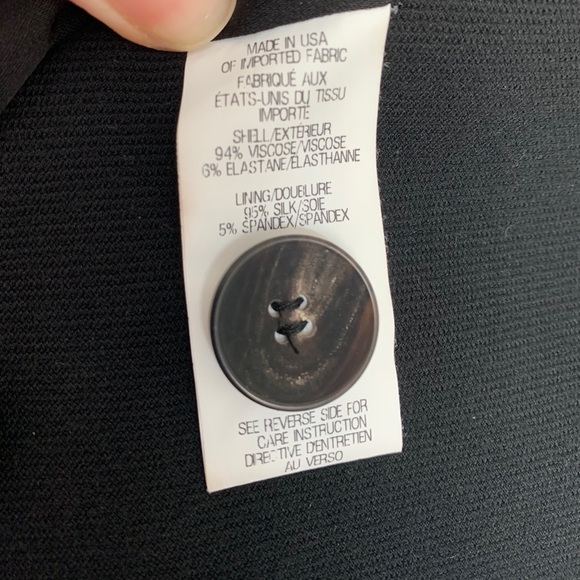 MADE IN USA
OF IMPORTED FABRIC
FABRIQUÉ AUX
ÉTATS-UNIS DU TISSU
IMPORTÉ
SHELL/EXTÉRIEUR
94% VISCOSE/VISCOSE
6% ELASTANE/ELASTHANNE
LINING/DOUBLURE
95% SILK/SOIE
5% SPANDEX/SPANDEX
SEE REVERSE SIDE FOR
CARE INSTRUCTION
DIRECTIVE D'ENTRETIEN
AU VERSO